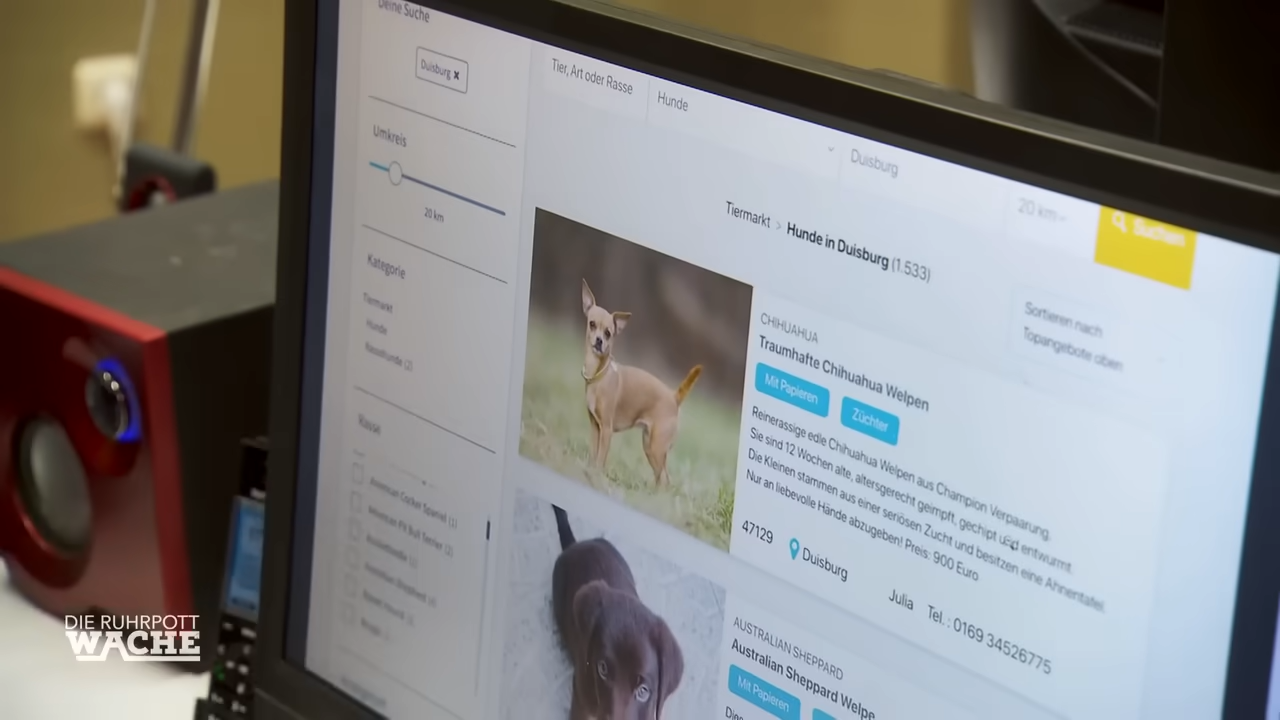 Deine Suche
Duisburg ×
Umkreis
20 km
Kategorie
Tiermarkt
Hunde
Rasse
Tier, Art oder Rasse
Hunde
Duisburg
20 km
Suchen
Tiermarkt > Hunde in Duisburg (1.533)
Sortieren nach
Topangebote oben
CHIHUAHUA
Traumhafte Chihuahua Welpen
Mit Papieren
Züchter
Reinerassige edle Chihuahua Welpen aus Champion Verpaarung.
Sie sind 12 Wochen alte, altersgerecht geimpft, gechipt und entwurmt.
Die Kleinen stammen aus einer seriösen Zucht und besitzen eine Ahnentafel.
Nur an liebevolle Hände abzugeben! Preis: 900 Euro
47129 Duisburg
Julia Tel.: 0169 34526775
AUSTRALIAN SHEPPARD
Australian Sheppard Welpe
Mit Papieren
DIE RUHRPOTT
WACHE